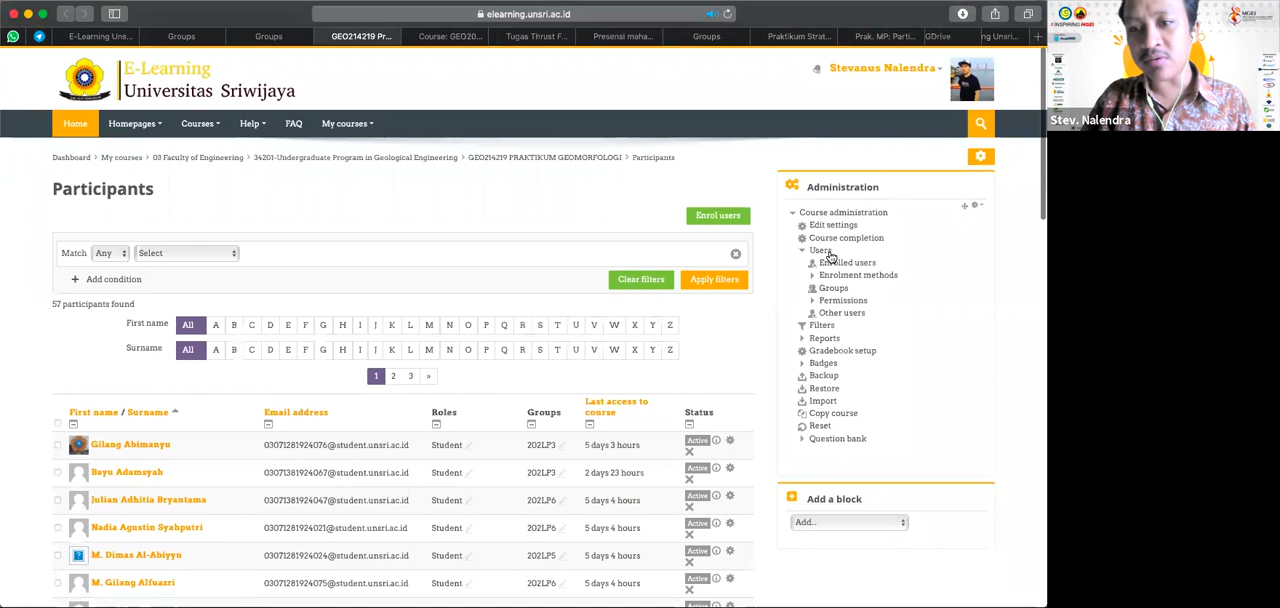 elearning.unsri.ac.id
E-Learning Uns...
Groups
Groups
GEO214219 Pr...
Course: GEO20...
Tugas Thrust F...
Presensi maha...
Groups
Praktikum Strat...
Prak. MP: Parti...
GDrive
ng Unsri...
E-Learning
Universitas Sriwijaya
Stevanus Nalendra
Home
Homepages
Courses
Help
FAQ
My courses
Dashboard > My courses > 03 Faculty of Engineering > 34201-Undergraduate Program in Geological Engineering > GEO214219 PRAKTIKUM GEOMORFOLOGI > Participants
Participants
Enrol users
Match Any Select
Add condition
Clear filters
Apply filters
57 participants found
First name All A B C D E F G H I J K L M N O P Q R S T U V W X Y Z
Surname All A B C D E F G H I J K L M N O P Q R S T U V W X Y Z
1 2 3 »
First name / Surname Email address Roles Groups Last access to course Status
Gilang Abimanyu 03071281924076@student.unsri.ac.id Student 202LP3 5 days 3 hours Active
Bayu Adamsyah 03071381924067@student.unsri.ac.id Student 202LP3 2 days 23 hours Active
Julian Adhitia Bryantama 03071381924047@student.unsri.ac.id Student 202LP6 5 days 4 hours Active
Nadia Agustin Syahputri 03071281924021@student.unsri.ac.id Student 202LP6 5 days 4 hours Active
M. Dimas Al-Abiyyu 03071281924024@student.unsri.ac.id Student 202LP5 5 days 4 hours Active
M. Gilang Alfuazri 03071281924075@student.unsri.ac.id Student 202LP6 5 days 4 hours Active
Administration
Course administration
Edit settings
Course completion
Users
Enrolled users
Enrolment methods
Groups
Permissions
Other users
Filters
Reports
Gradebook setup
Badges
Backup
Restore
Import
Copy course
Reset
Question bank
Add a block
Add...
MGEI
Stev. Nalendra